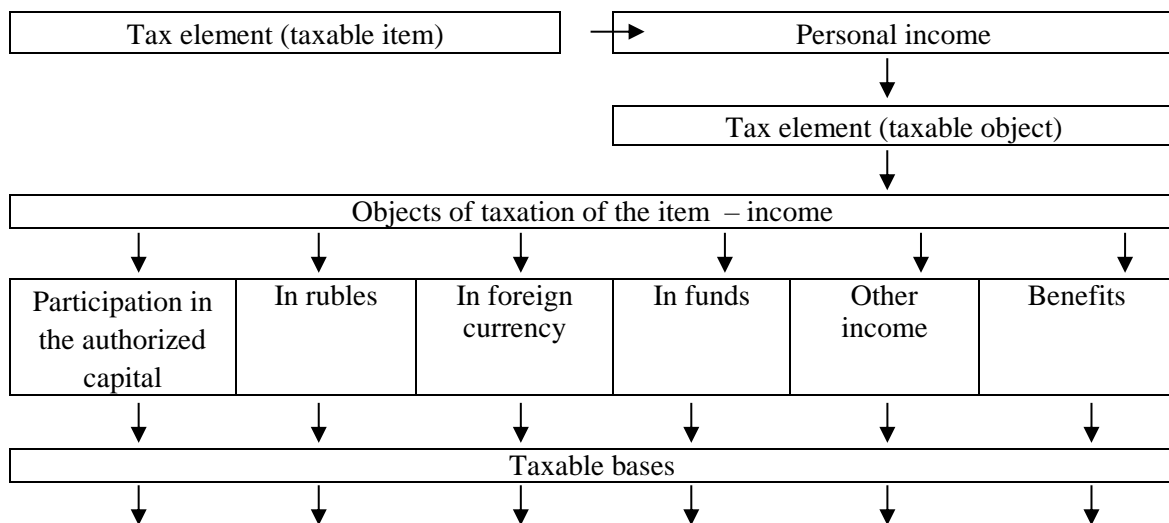 Tax element (taxable item)
Personal income
Tax element (taxable object)
Objects of taxation of the item – income
Participation in
the authorized
capital
In rubles
In foreign
currency
In funds
Other
income
Benefits
Taxable bases